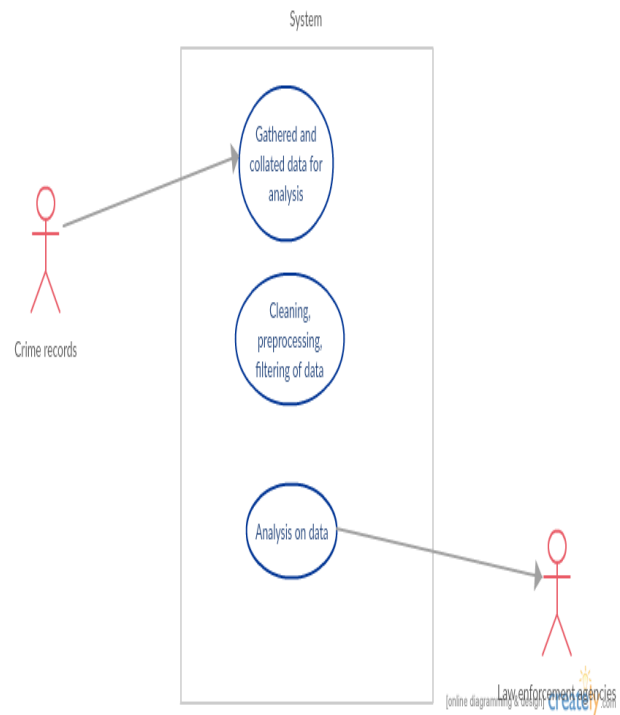 System
Gathered and
collated data for
analysis
Cleaning,
preprocessing,
filtering of data
Crime records
Analysis on data
Law enforcement agencies
[online diagramming & design] creately.com